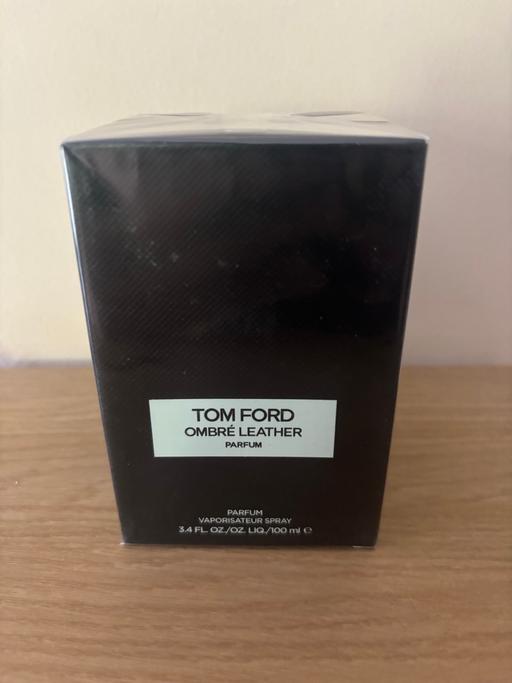 TOM FORD
OMBRÉ LEATHER
PARFUM
PARFUM
VAPORISATEUR SPRAY
3.4 FL. OZ./OZ. LIQ./100 ml ℮